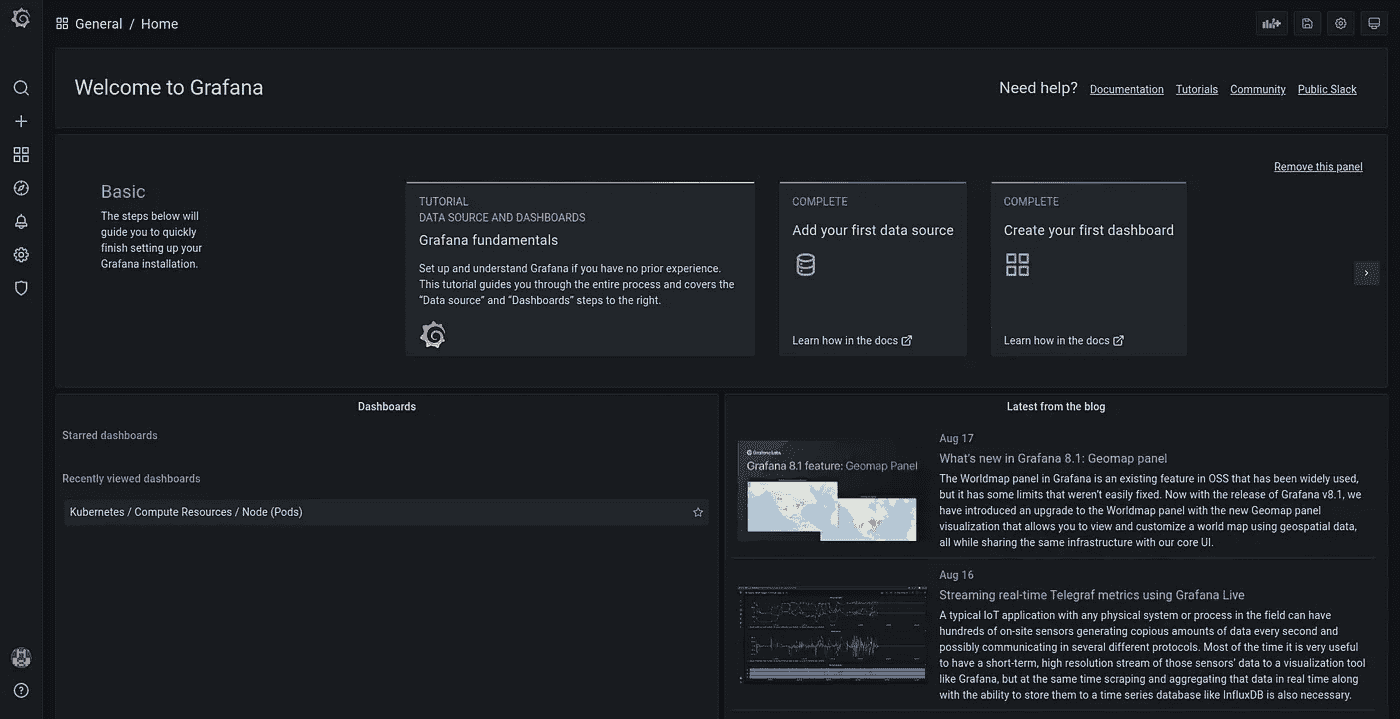 General / Home
Welcome to Grafana
Need help? Documentation Tutorials Community Public Slack
Remove this panel
Basic
The steps below will
guide you to quickly
finish setting up your
Grafana installation.
TUTORIAL
DATA SOURCE AND DASHBOARDS
Grafana fundamentals
Set up and understand Grafana if you have no prior experience.
This tutorial guides you through the entire process and covers the
“Data source” and “Dashboards” steps to the right.
COMPLETE
Add your first data source
Learn how in the docs
COMPLETE
Create your first dashboard
Learn how in the docs
Dashboards
Starred dashboards
Recently viewed dashboards
Kubernetes / Compute Resources / Node (Pods)
Latest from the blog
Grafana Labs
Grafana 8.1 feature: Geomap Panel
Aug 17
What's new in Grafana 8.1: Geomap panel
The Worldmap panel in Grafana is an existing feature in OSS that has been widely used,
but it has some limits that weren’t easily fixed. Now with the release of Grafana v8.1, we
have introduced an upgrade to the Worldmap panel with the new Geomap panel
visualization that allows you to view and customize a world map using geospatial data,
all while sharing the same infrastructure with our core UI.
Aug 16
Streaming real-time Telegraf metrics using Grafana Live
A typical IoT application with any physical system or process in the field can have
hundreds of on-site sensors generating copious amounts of data every second and
possibly communicating in several different protocols. Most of the time it is very useful
to have a short-term, high resolution stream of those sensors’ data to a visualization tool
like Grafana, but at the same time scraping and aggregating that data in real time along
with the ability to store them to a time series database like InfluxDB is also necessary.